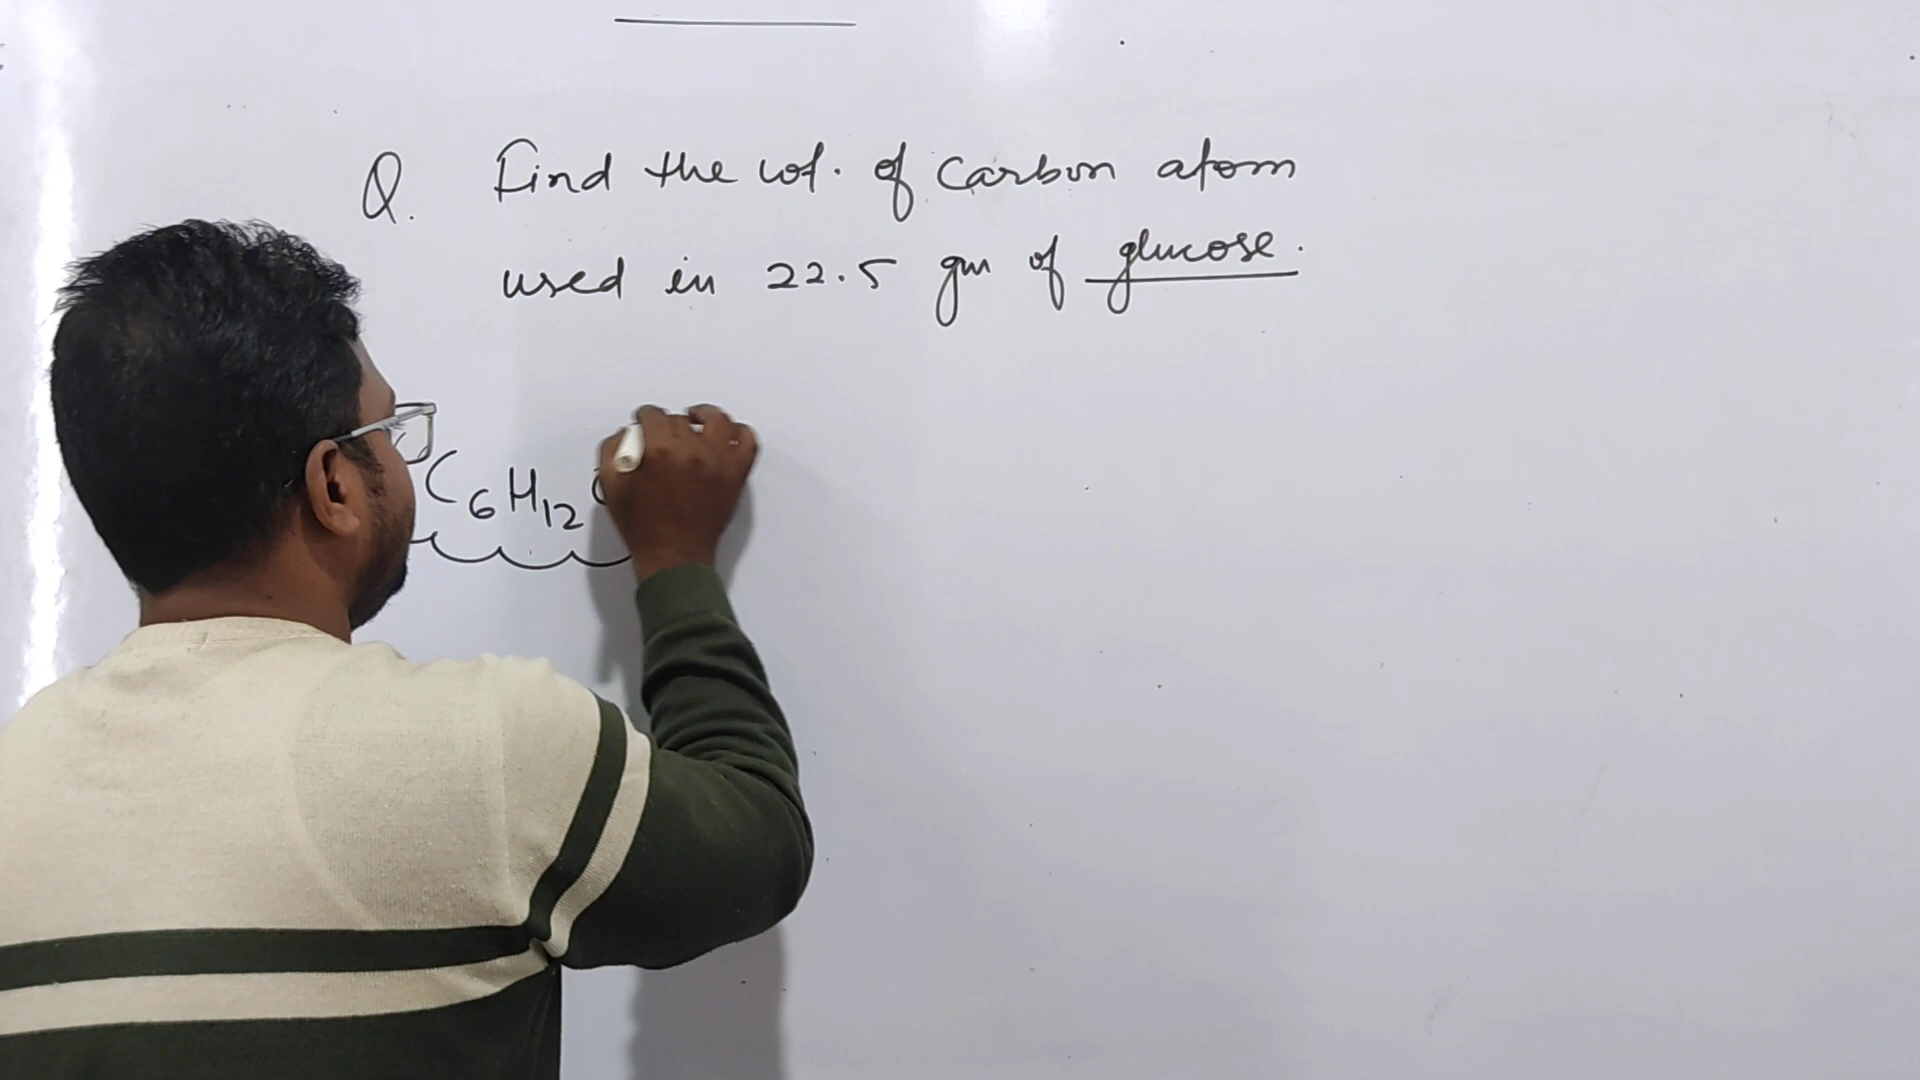 Q. Find the wt. of Carbon atom
used in 22.5 gm of glucose.
C6H12